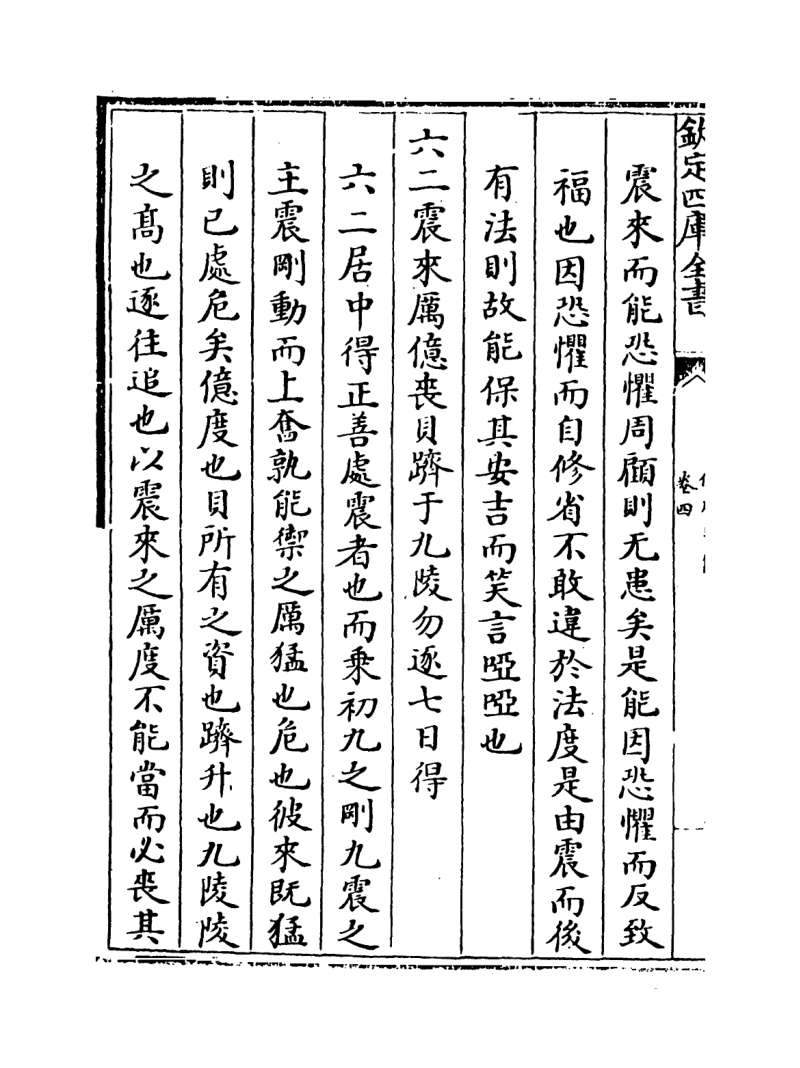 欽定四庫全書
卷四
震來而能恐懼周顧則无患矣是能因恐懼而反致
福也因恐懼而自修省不敢違於法度是由震而後
有法則故能保其安吉而笑言啞啞也
六二震來厲億喪貝躋于九陵勿逐七日得
六二居中得正善處震者也而乗初九之剛九震之
主震剛動而上奮孰能禦之厲猛也危也彼來既猛
則已處危矣億度也貝所有之資也躋升也九陵陵
之髙也逐往追也以震來之厲度不能當而必喪其